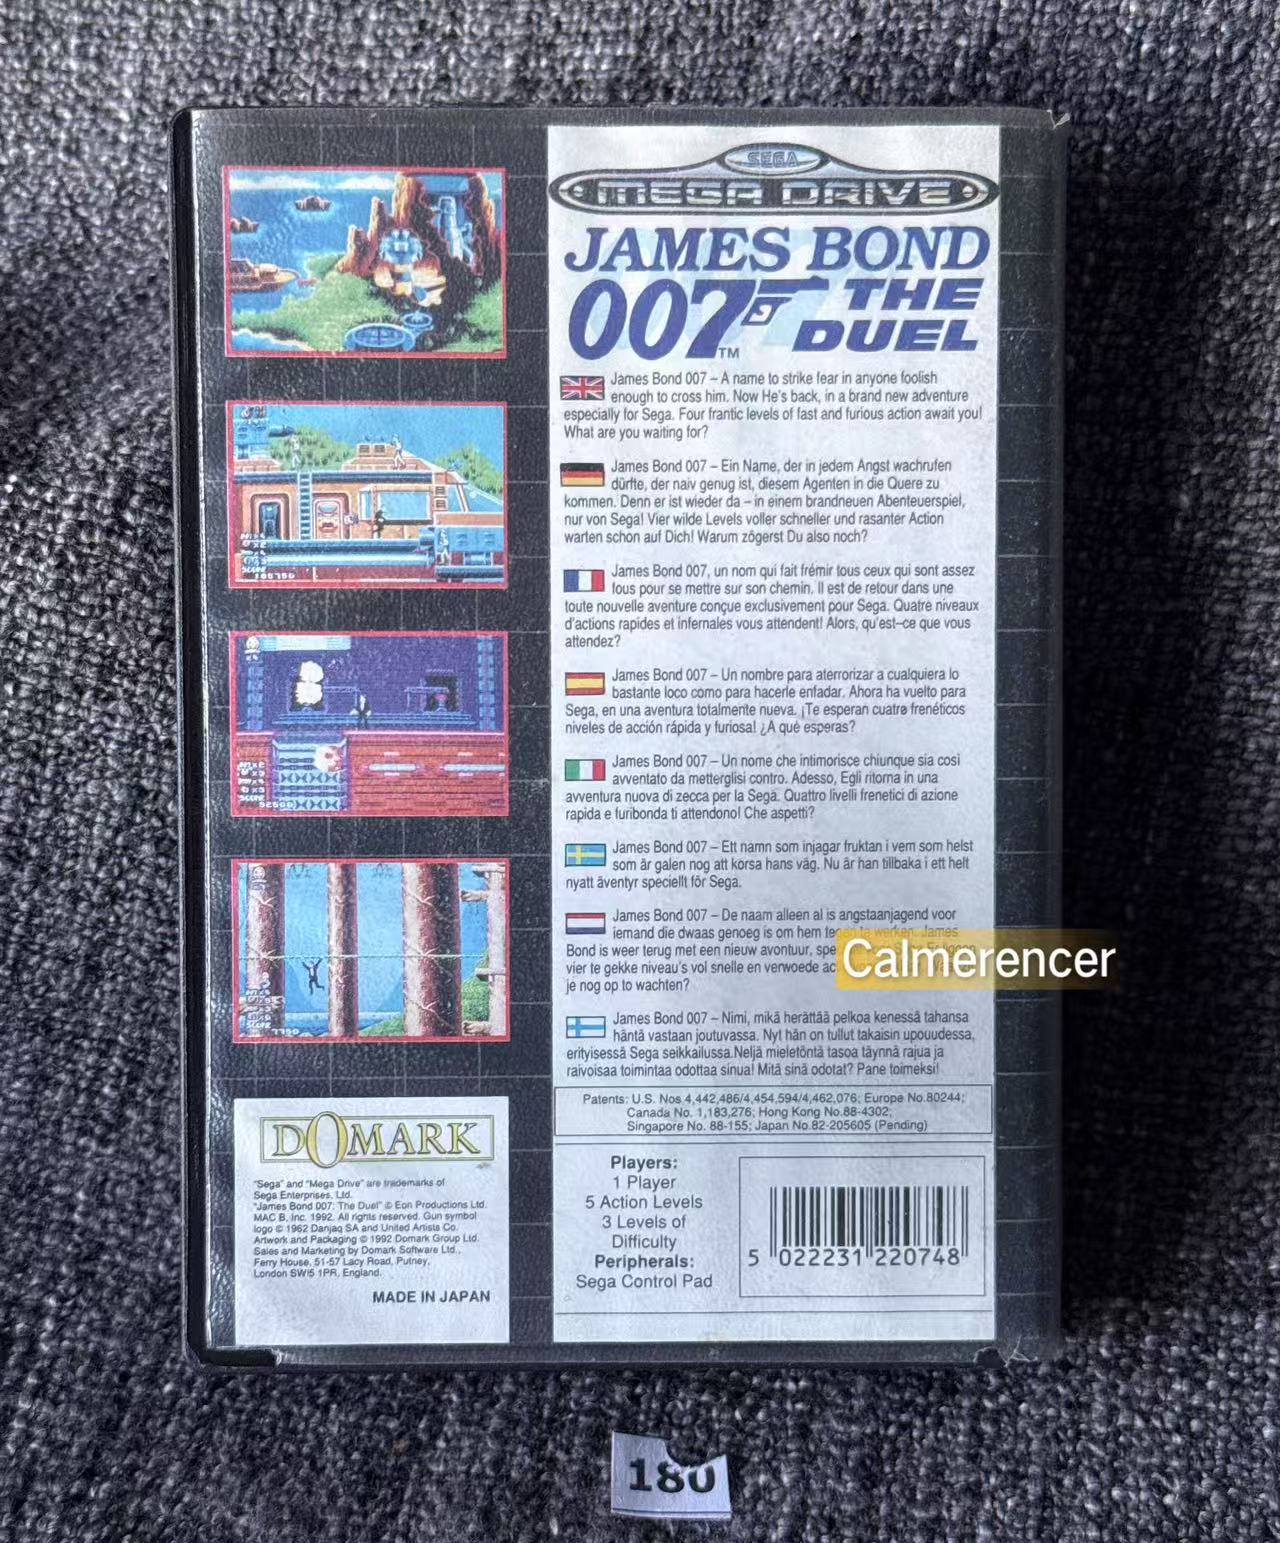 SEGA
MEGA DRIVE
JAMES BOND
007 THE
DUEL
TM
James Bond 007 – A name to strike fear in anyone foolish
enough to cross him. Now He's back, in a brand new adventure
especially for Sega. Four frantic levels of fast and furious action await you!
What are you waiting for?
James Bond 007 – Ein Name, der in jedem Angst wachrufen
dürfte, der naiv genug ist, diesem Agenten in die Quere zu
kommen. Denn er ist wieder da – in einem brandneuen Abenteuerspiel,
nur von Sega! Vier wilde Levels voller schneller und rasanter Action
warten schon auf Dich! Warum zögerst Du also noch?
James Bond 007, un nom qui fait frémir tous ceux qui sont assez
fous pour se mettre sur son chemin. Il est de retour dans une
toute nouvelle aventure conçue exclusivement pour Sega. Quatre niveaux
d'actions rapides et infernales vous attendent! Alors, qu'est–ce que vous
attendez?
James Bond 007 – Un nombre para aterrorizar a cualquiera lo
bastante loco como para hacerle enfadar. Ahora ha vuelto para
Sega, en una aventura totalmente nueva. ¡Te esperan cuatro frenéticos
niveles de acción rápida y furiosa! ¿A qué esperas?
James Bond 007 – Un nome che intimorisce chiunque sia così
avventato da metterglisi contro. Adesso, Egli ritorna in una
avventura nuova di zecca per la Sega. Quattro livelli frenetici di azione
rapida e furibonda ti attendono! Che aspetti?
James Bond 007 – Ett namn som injagar fruktan i vem som helst
som är galen nog att korsa hans väg. Nu är han tillbaka i ett helt
nyatt äventyr speciellt för Sega.
James Bond 007 – De naam alleen al is angstaanjagend voor
iemand die dwaas genoeg is om hem tegen te werken. James
Bond is weer terug met een nieuw avontuur,
vier te gekke niveau's vol snelle en verwoede
je nog op to wachten?
Calmerencer
James Bond 007 – Nimi, mikä herättää pelkoa kenessä tahansa
häntä vastaan joutuvassa. Nyt hän on tullut takaisin upouudessa,
erityisessä Sega seikkailussa.Neljä mieletöntä tasoa täynnä rajua ja
raivoisaa toimintaa odottaa sinua! Mitä sinä odotat? Pane toimeksi!
Patents: U.S. Nos 4,442,486/4,454,594/4,462,076; Europe No.80244;
Canada No. 1,183,276; Hong Kong No.88-4302;
Singapore No. 88-155; Japan No.82-205605 (Pending)
Players:
1 Player
5 Action Levels
3 Levels of
Difficulty
Peripherals:
Sega Control Pad
5 022231 220748
DOMARK
"Sega" and "Mega Drive" are trademarks of
Sega Enterprises, Ltd.
"James Bond 007: The Duel" © Eon Productions Ltd.
MAC B, Inc. 1992. All rights reserved. Gun symbol
logo © 1962 Danjaq SA and United Artists Co.
Artwork and Packaging © 1992 Domark Group Ltd.
Sales and Marketing by Domark Software Ltd.,
Ferry House, 51-57 Lacy Road, Putney,
London SW15 1PR, England.
MADE IN JAPAN
180